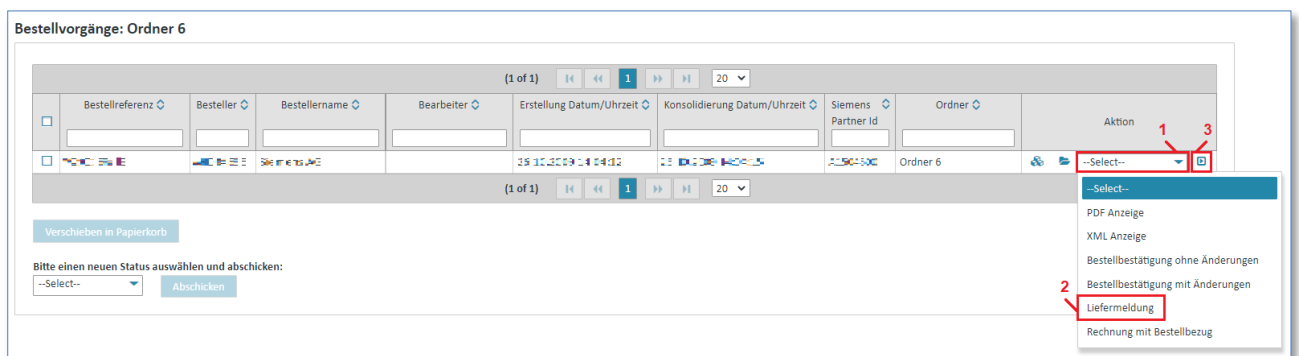 Bestellvorgänge: Ordner 6
(1 of 1) 1 20
Bestellreferenz Besteller Bestellername Bearbeiter Erstellung Datum/Uhrzeit Konsolidierung Datum/Uhrzeit Siemens Partner Id Ordner Aktion
1 3
Siemens AG Ordner 6 --Select--
(1 of 1) 1 20
--Select--
PDF Anzeige
XML Anzeige
Bestellbestätigung ohne Änderungen
Bestellbestätigung mit Änderungen
2 Liefermeldung
Rechnung mit Bestellbezug
Verschieben in Papierkorb
Bitte einen neuen Status auswählen und abschicken:
--Select-- Abschicken